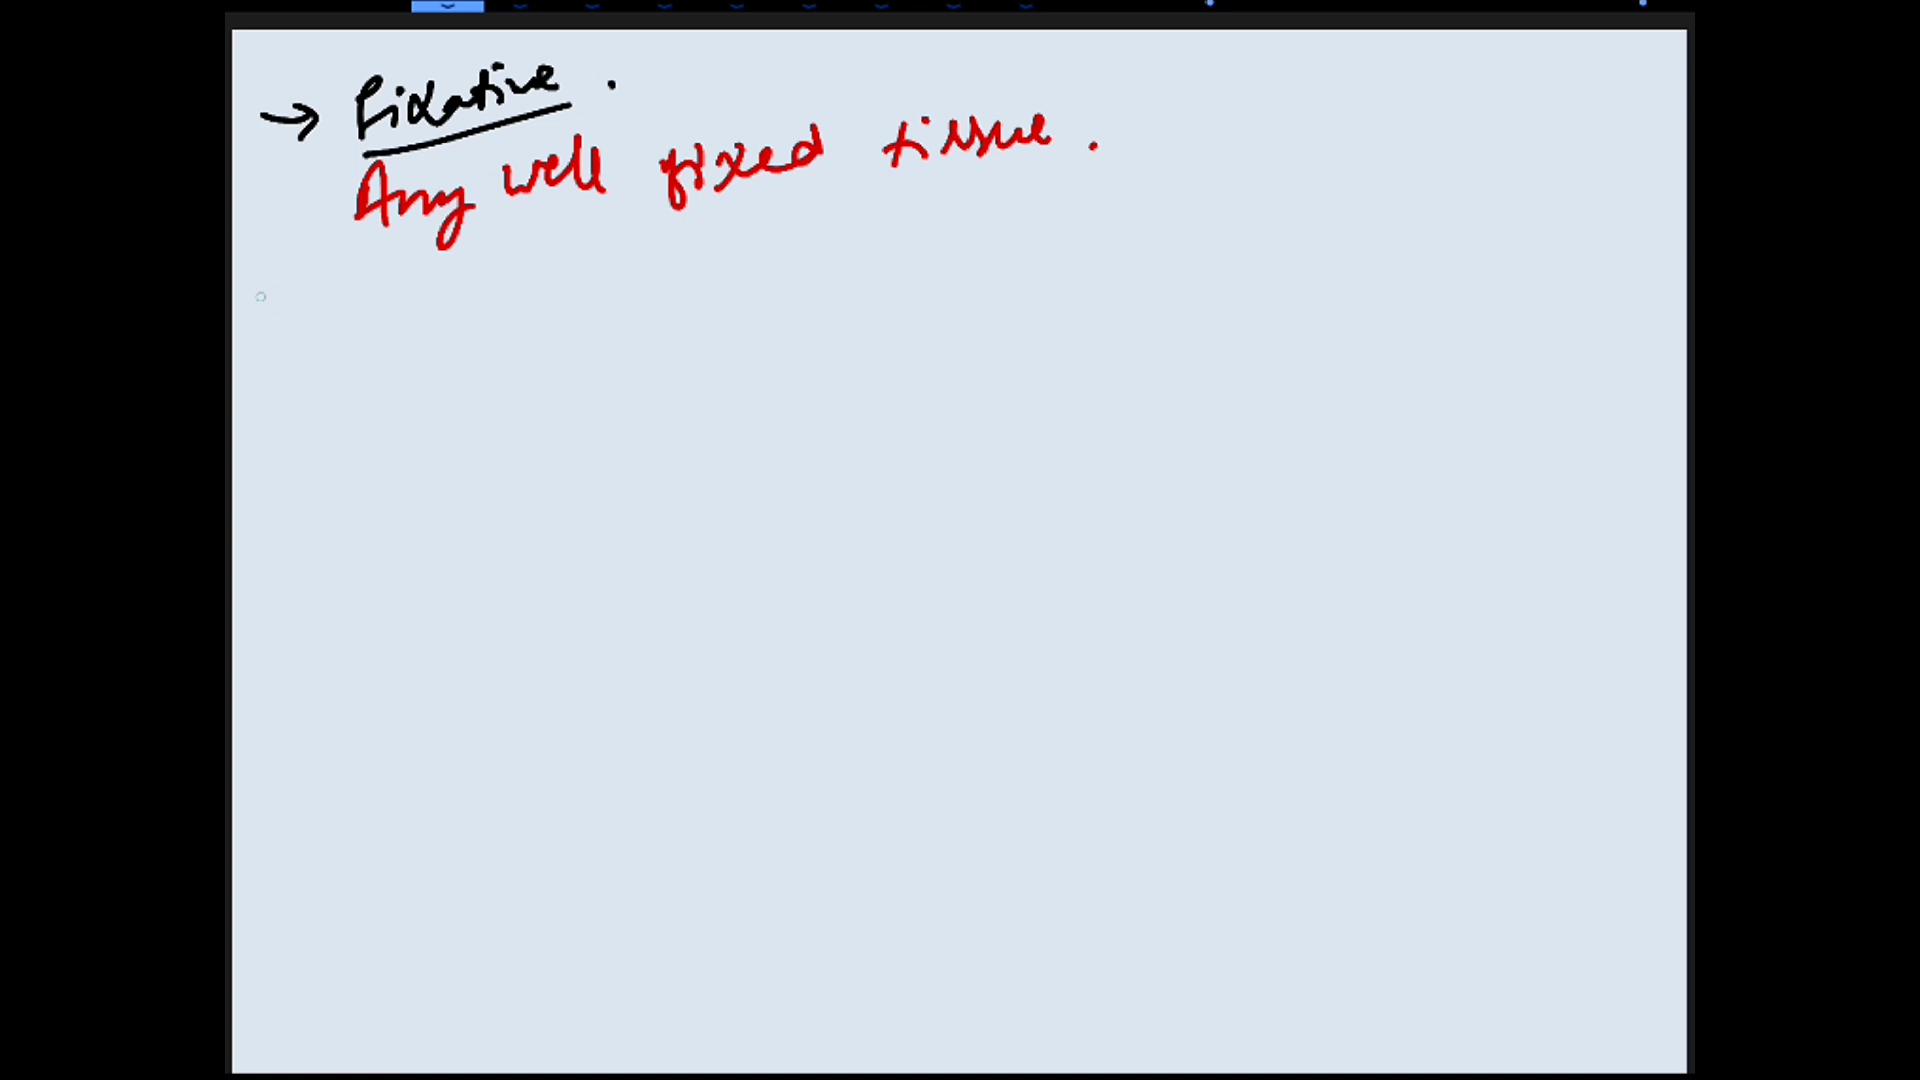 → Fixative .
Any well fixed tissue .